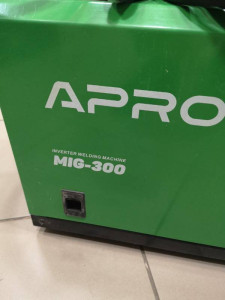 APRO
INVERTER WELDING MACHINE
MIG-300